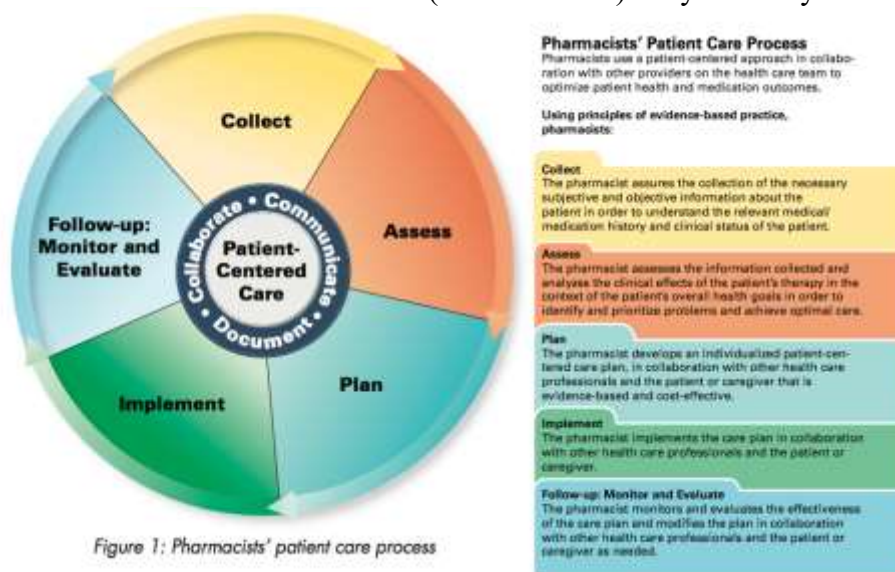 Collect
Assess
Plan
Implement
Follow-up:
Monitor and
Evaluate
Collaborate • Communicate • Document •
Patient-
Centered
Care
Figure 1: Pharmacists' patient care process
Pharmacists' Patient Care Process
Pharmacists use a patient-centered approach in collabo-
ration with other providers on the health care team to
optimize patient health and medication outcomes.
Using principles of evidence-based practice,
pharmacists:
Collect
The pharmacist assures the collection of the necessary
subjective and objective information about the
patient in order to understand the relevant medical/
medication history and clinical status of the patient.
Assess
The pharmacist assesses the information collected and
analyzes the clinical effects of the patient's therapy in the
context of the patient's overall health goals in order to
identify and prioritize problems and achieve optimal care.
Plan
The pharmacist develops an individualized patient-cen-
tered care plan, in collaboration with other health care
professionals and the patient or caregiver that is
evidence-based and cost-effective.
Implement
The pharmacist implements the care plan in collaboration
with other health care professionals and the patient or
caregiver.
Follow-up: Monitor and Evaluate
The pharmacist monitors and evaluates the effectiveness
of the care plan and modifies the plan in collaboration
with other health care professionals and the patient or
caregiver as needed.